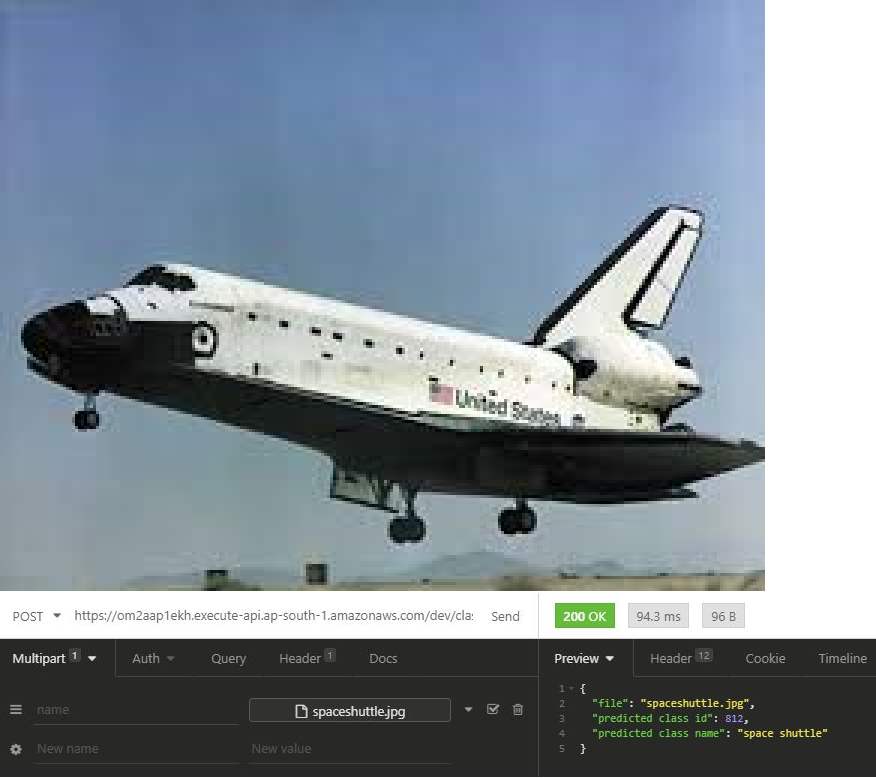 United States
POST https://om2aap1ekh.execute-api.ap-south-1.amazonaws.com/dev/cla Send 200 OK 94.3 ms 96 B
Multipart 1 Auth Query Header 1 Docs Preview Header 12 Cookie Timeline
name spaceshuttle.jpg
New name New value
1 {
2 "file": "spaceshuttle.jpg",
3 "predicted class id": 812,
4 "predicted class name": "space shuttle"
5 }